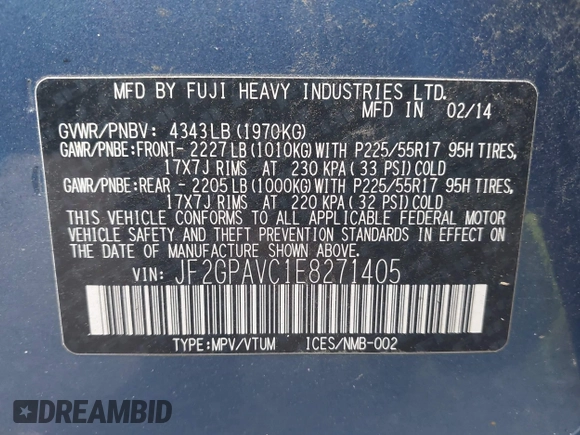 MFD BY FUJI HEAVY INDUSTRIES LTD.
MFD IN 02/14
GVWR/PNBV: 4343LB(1970KG)
GAWR/PNBE:FRONT- 2227LB(1010KG)WITH P225/55R17 95H TIRES,
17X7J RIMS AT 230 KPA(33 PSI)COLD
GAWR/PNBE:REAR - 2205LB(1000KG)WITH P225/55R17 95H TIRES,
17X7J RIMS AT 220 KPA(32 PSI)COLD
THIS VEHICLE CONFORMS TO ALL APPLICABLE FEDERAL MOTOR
VEHICLE SAFETY AND THEFT PREVENTION STANDARDS IN EFFECT
ON THE DATE OF MANUFACTURE SHOWN ABOVE.
VIN: JF2GPAVC1E8271405
TYPE:MPV/VTUM ICES/NMB-002
DREAMBID